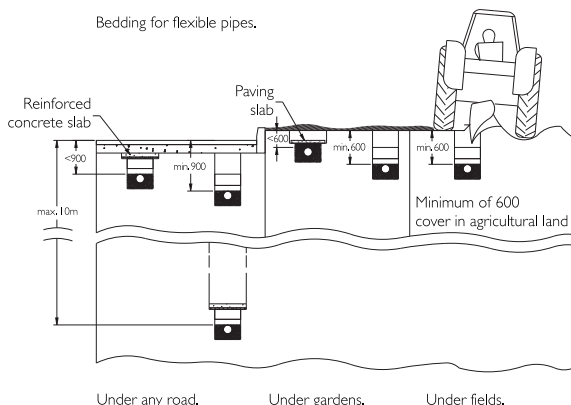 Bedding for flexible pipes.
Reinforced
concrete slab
Paving
slab
<900
min.900
<600
min.600
min.600
max.10m
Minimum of 600
cover in agricultural land
Under any road.
Under gardens.
Under fields.